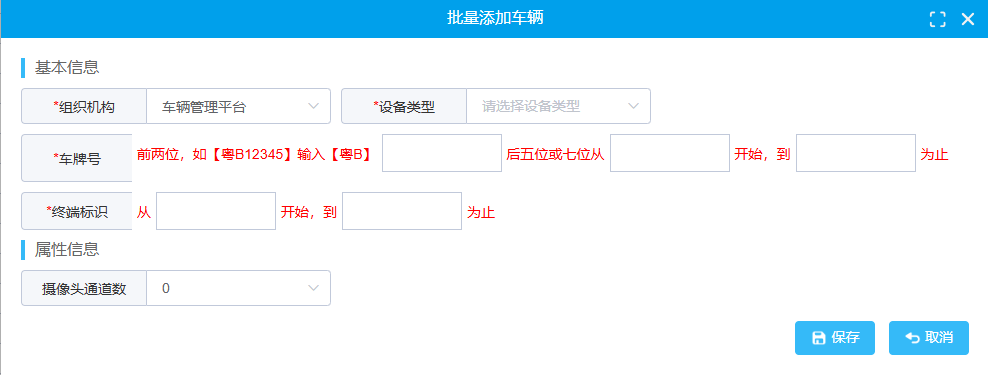 批量添加车辆
基本信息
*组织机构 车辆管理平台 *设备类型 请选择设备类型
*车牌号 前两位，如【粤B12345】输入【粤B】 后五位或七位从 开始，到 为止
*终端标识 从 开始，到 为止
属性信息
摄像头通道数 0
保存 取消